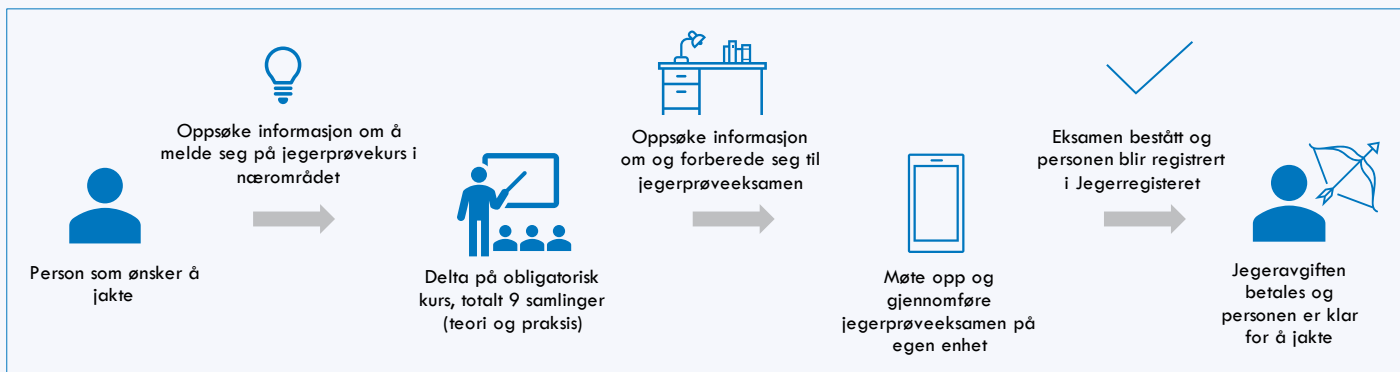 Person som ønsker å
jakte
Oppsøke informasjon om å
melde seg på jegerprøvekurs i
nærområdet
Delta på obligatorisk
kurs, totalt 9 samlinger
(teori og praksis)
Oppsøke informasjon
om og forberede seg til
jegerprøveeksamen
Møte opp og
gjennomføre
jegerprøveeksamen på
egen enhet
Eksamen bestått og
personen blir registrert
i Jegerregisteret
Jegeravgiften
betales og
personen er klar
for å jakte